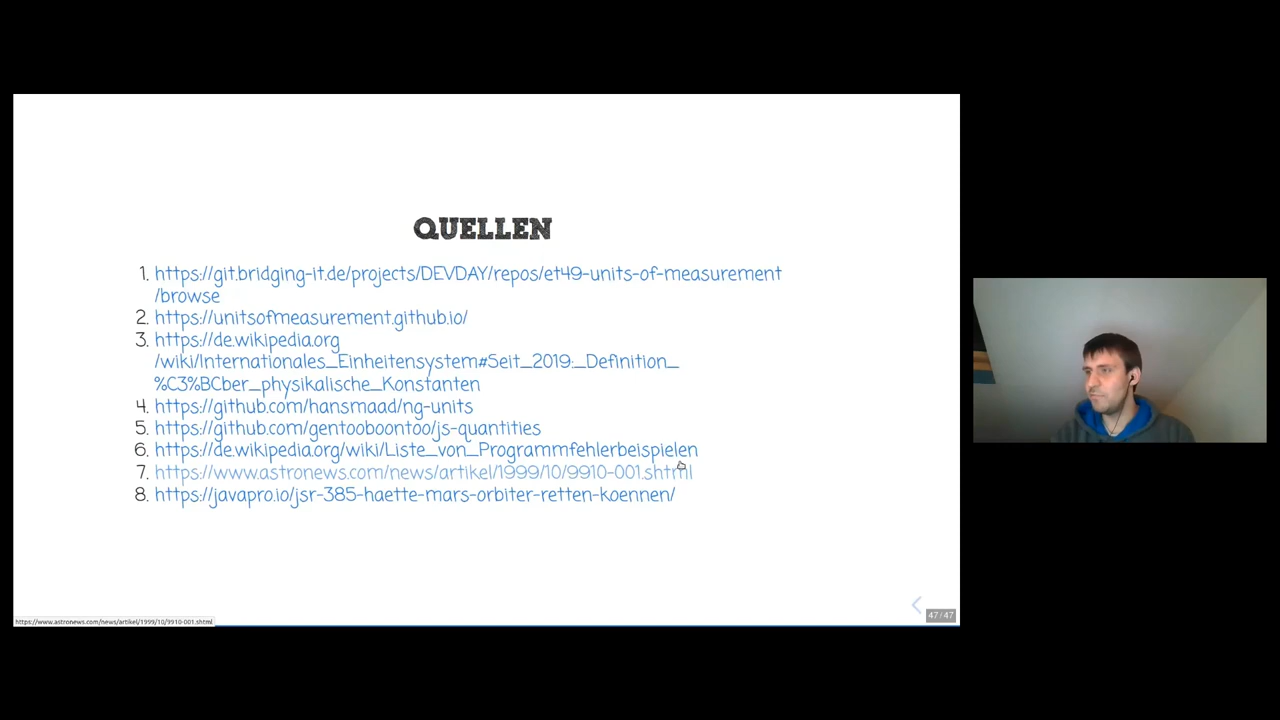 QUELLEN
1. https://git.bridging-it.de/projects/DEVDAY/repos/et49-units-of-measurement
/browse
2. https://unitsofmeasurement.github.io/
3. https://de.wikipedia.org
/wiki/Internationales_Einheitensystem#Seit_2019:_Definition_
%C3%BCber_physikalische_Konstanten
4. https://github.com/hansmaad/ng-units
5. https://github.com/gentooboontoo/js-quantities
6. https://de.wikipedia.org/wiki/Liste_von_Programmfehlerbeispielen
7. https://www.astronews.com/news/artikel/1999/10/9910-001.shtml
8. https://javapro.io/jsr-385-haette-mars-orbiter-retten-koennen/
47 / 47
https://www.astronews.com/news/artikel/1999/10/9910-001.shtml